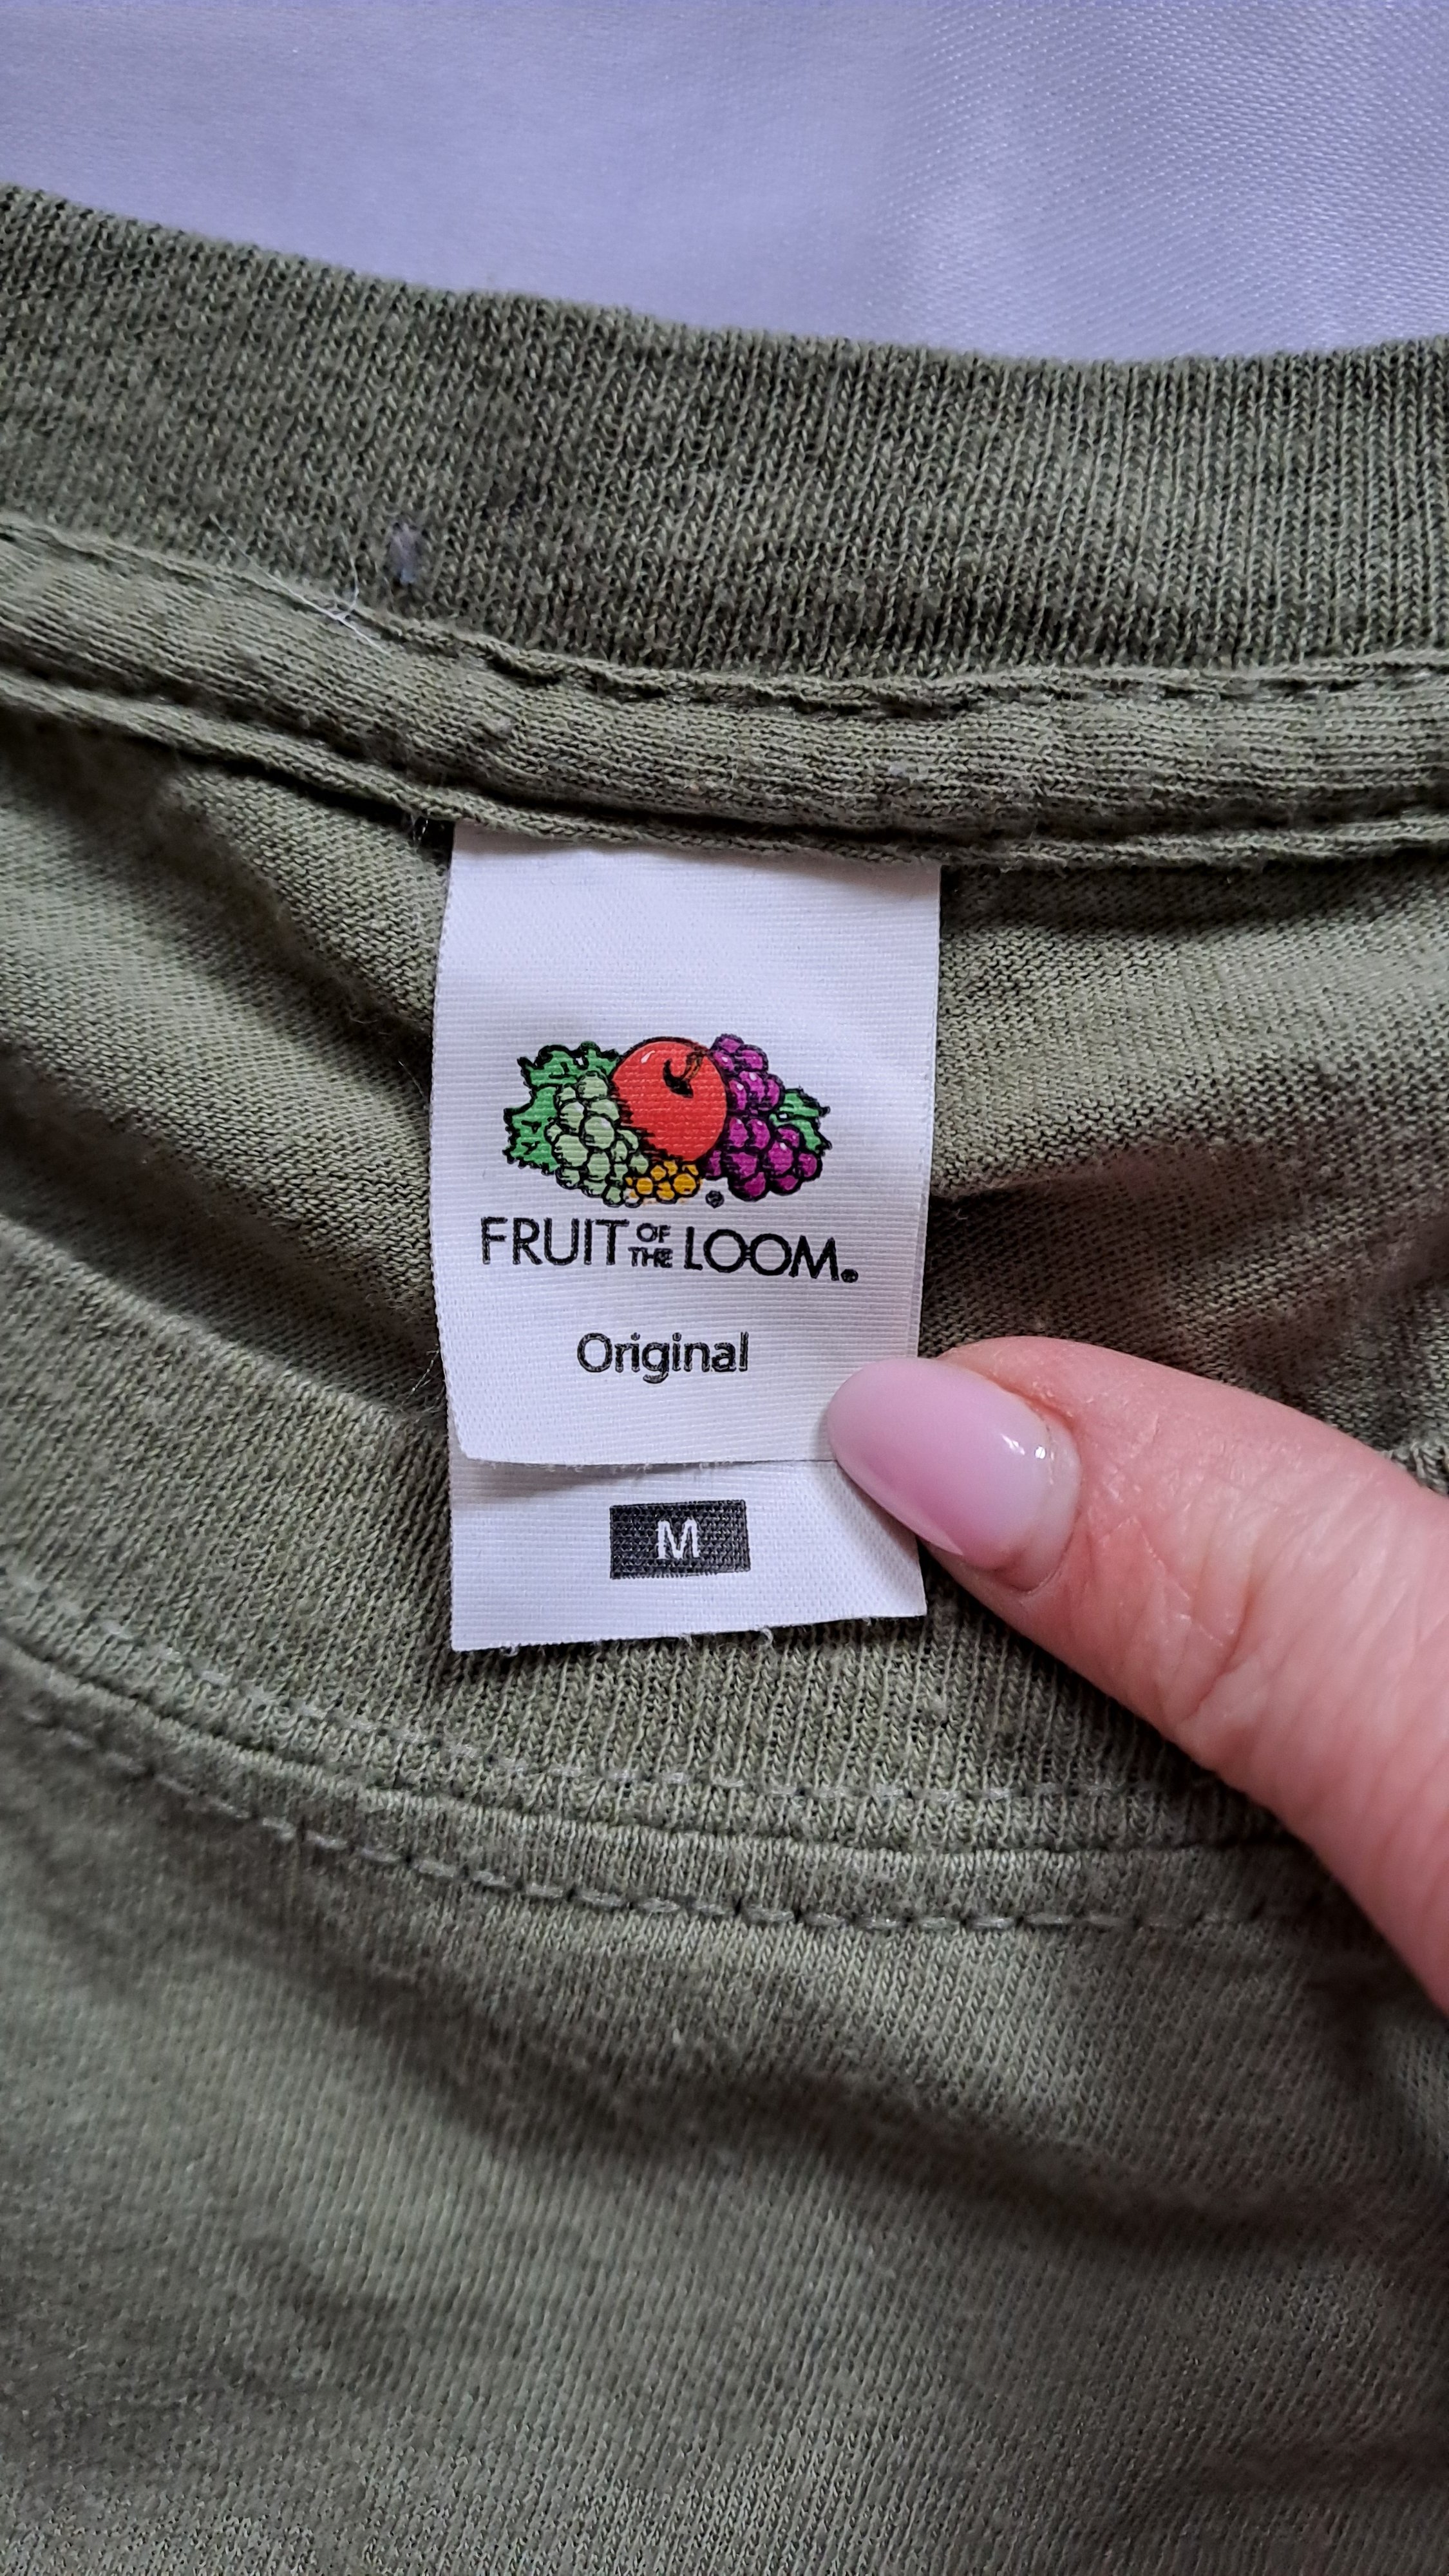 FRUIT OF THE LOOM®
Original
M